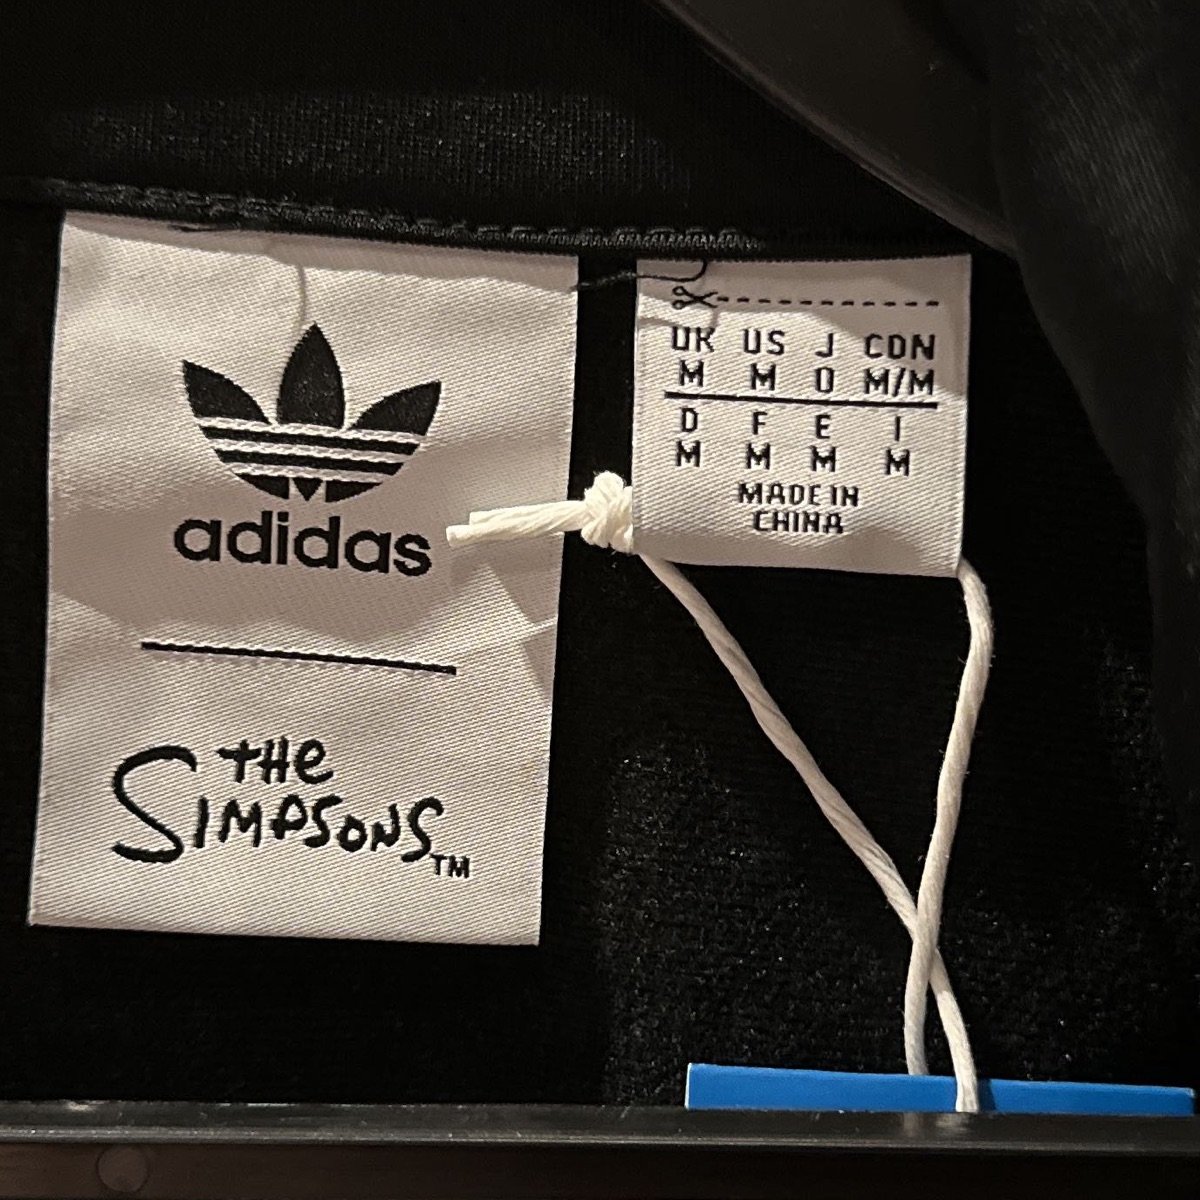 adidas
THE
SIMPSONS
TM
UK US J CDN
M M O M/M
D F E I
M M M M
MADE IN
CHINA